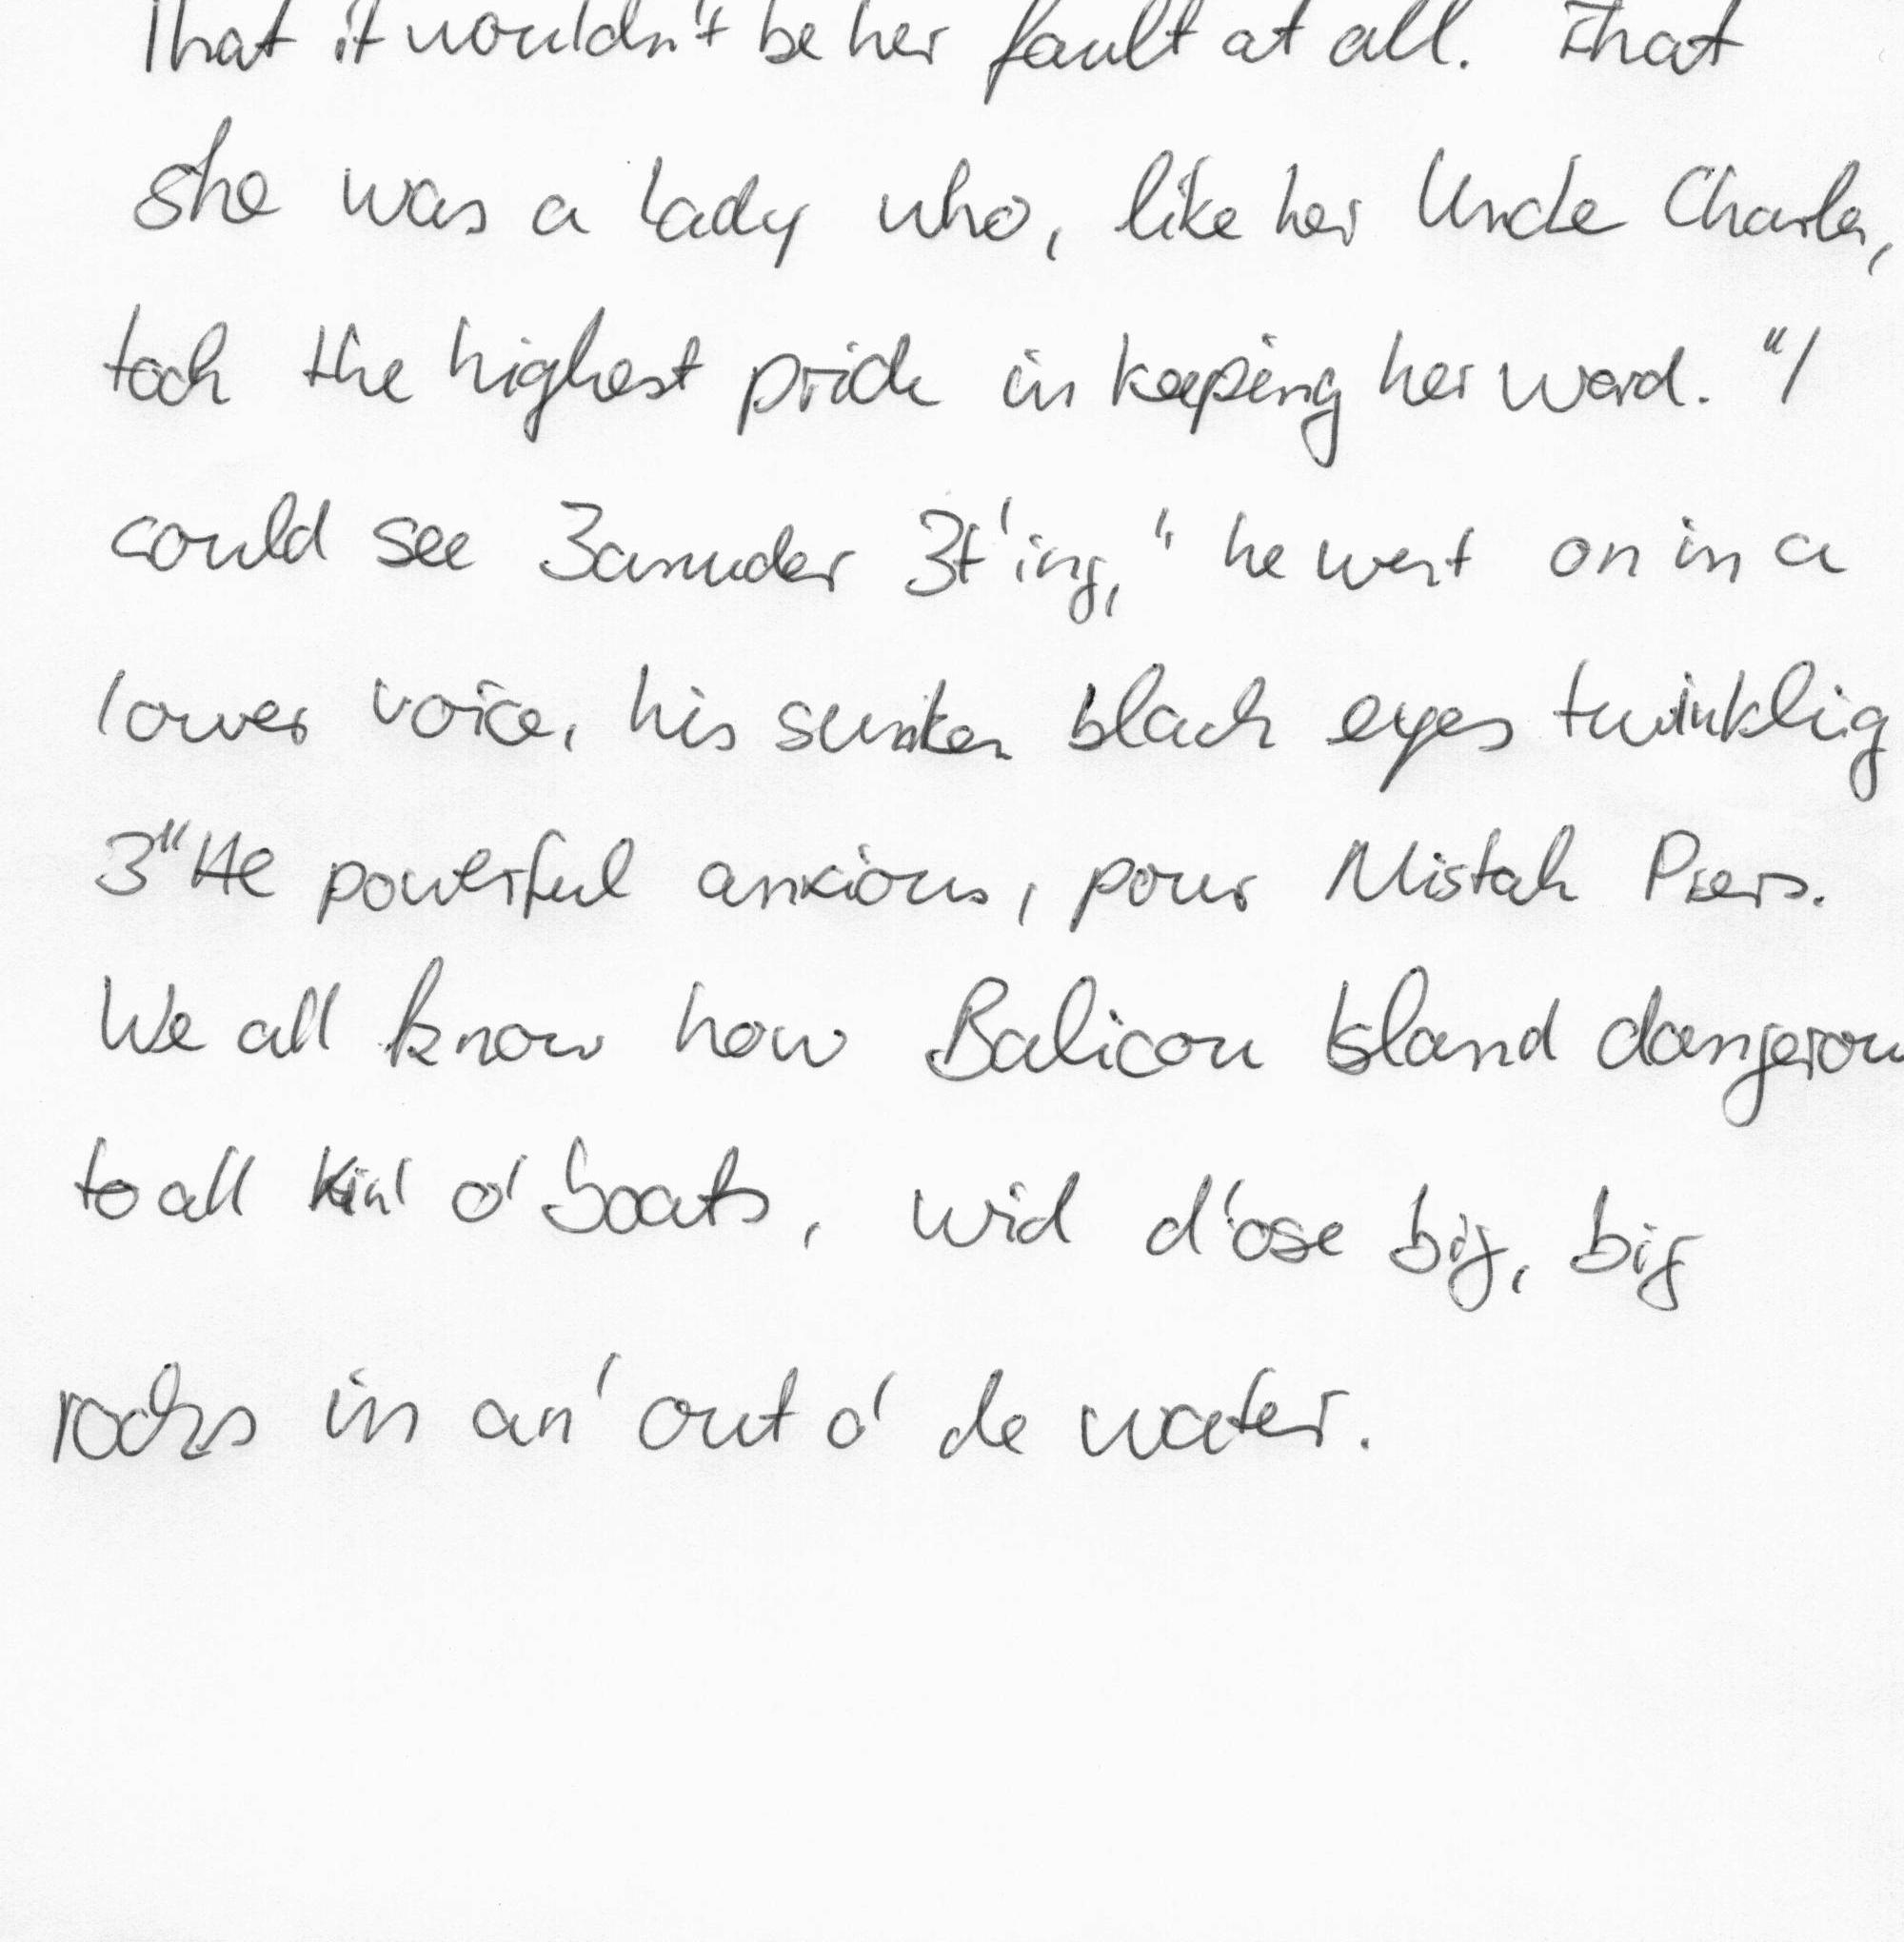 That it wouldn't be her fault at all. That
she was a lady who, like her Uncle Charles,
took the highest pride in keeping her word. "I
could see 3anuder 3t'ing," he went on in a
lower voice, his sunken black eyes twinklig
3"He powerful anxious, pour Mistah Piers.
We all know how Balicou Island dangerou
to all kin' o' boats, wid d'ose big, big
rocks in an' out o' de water.